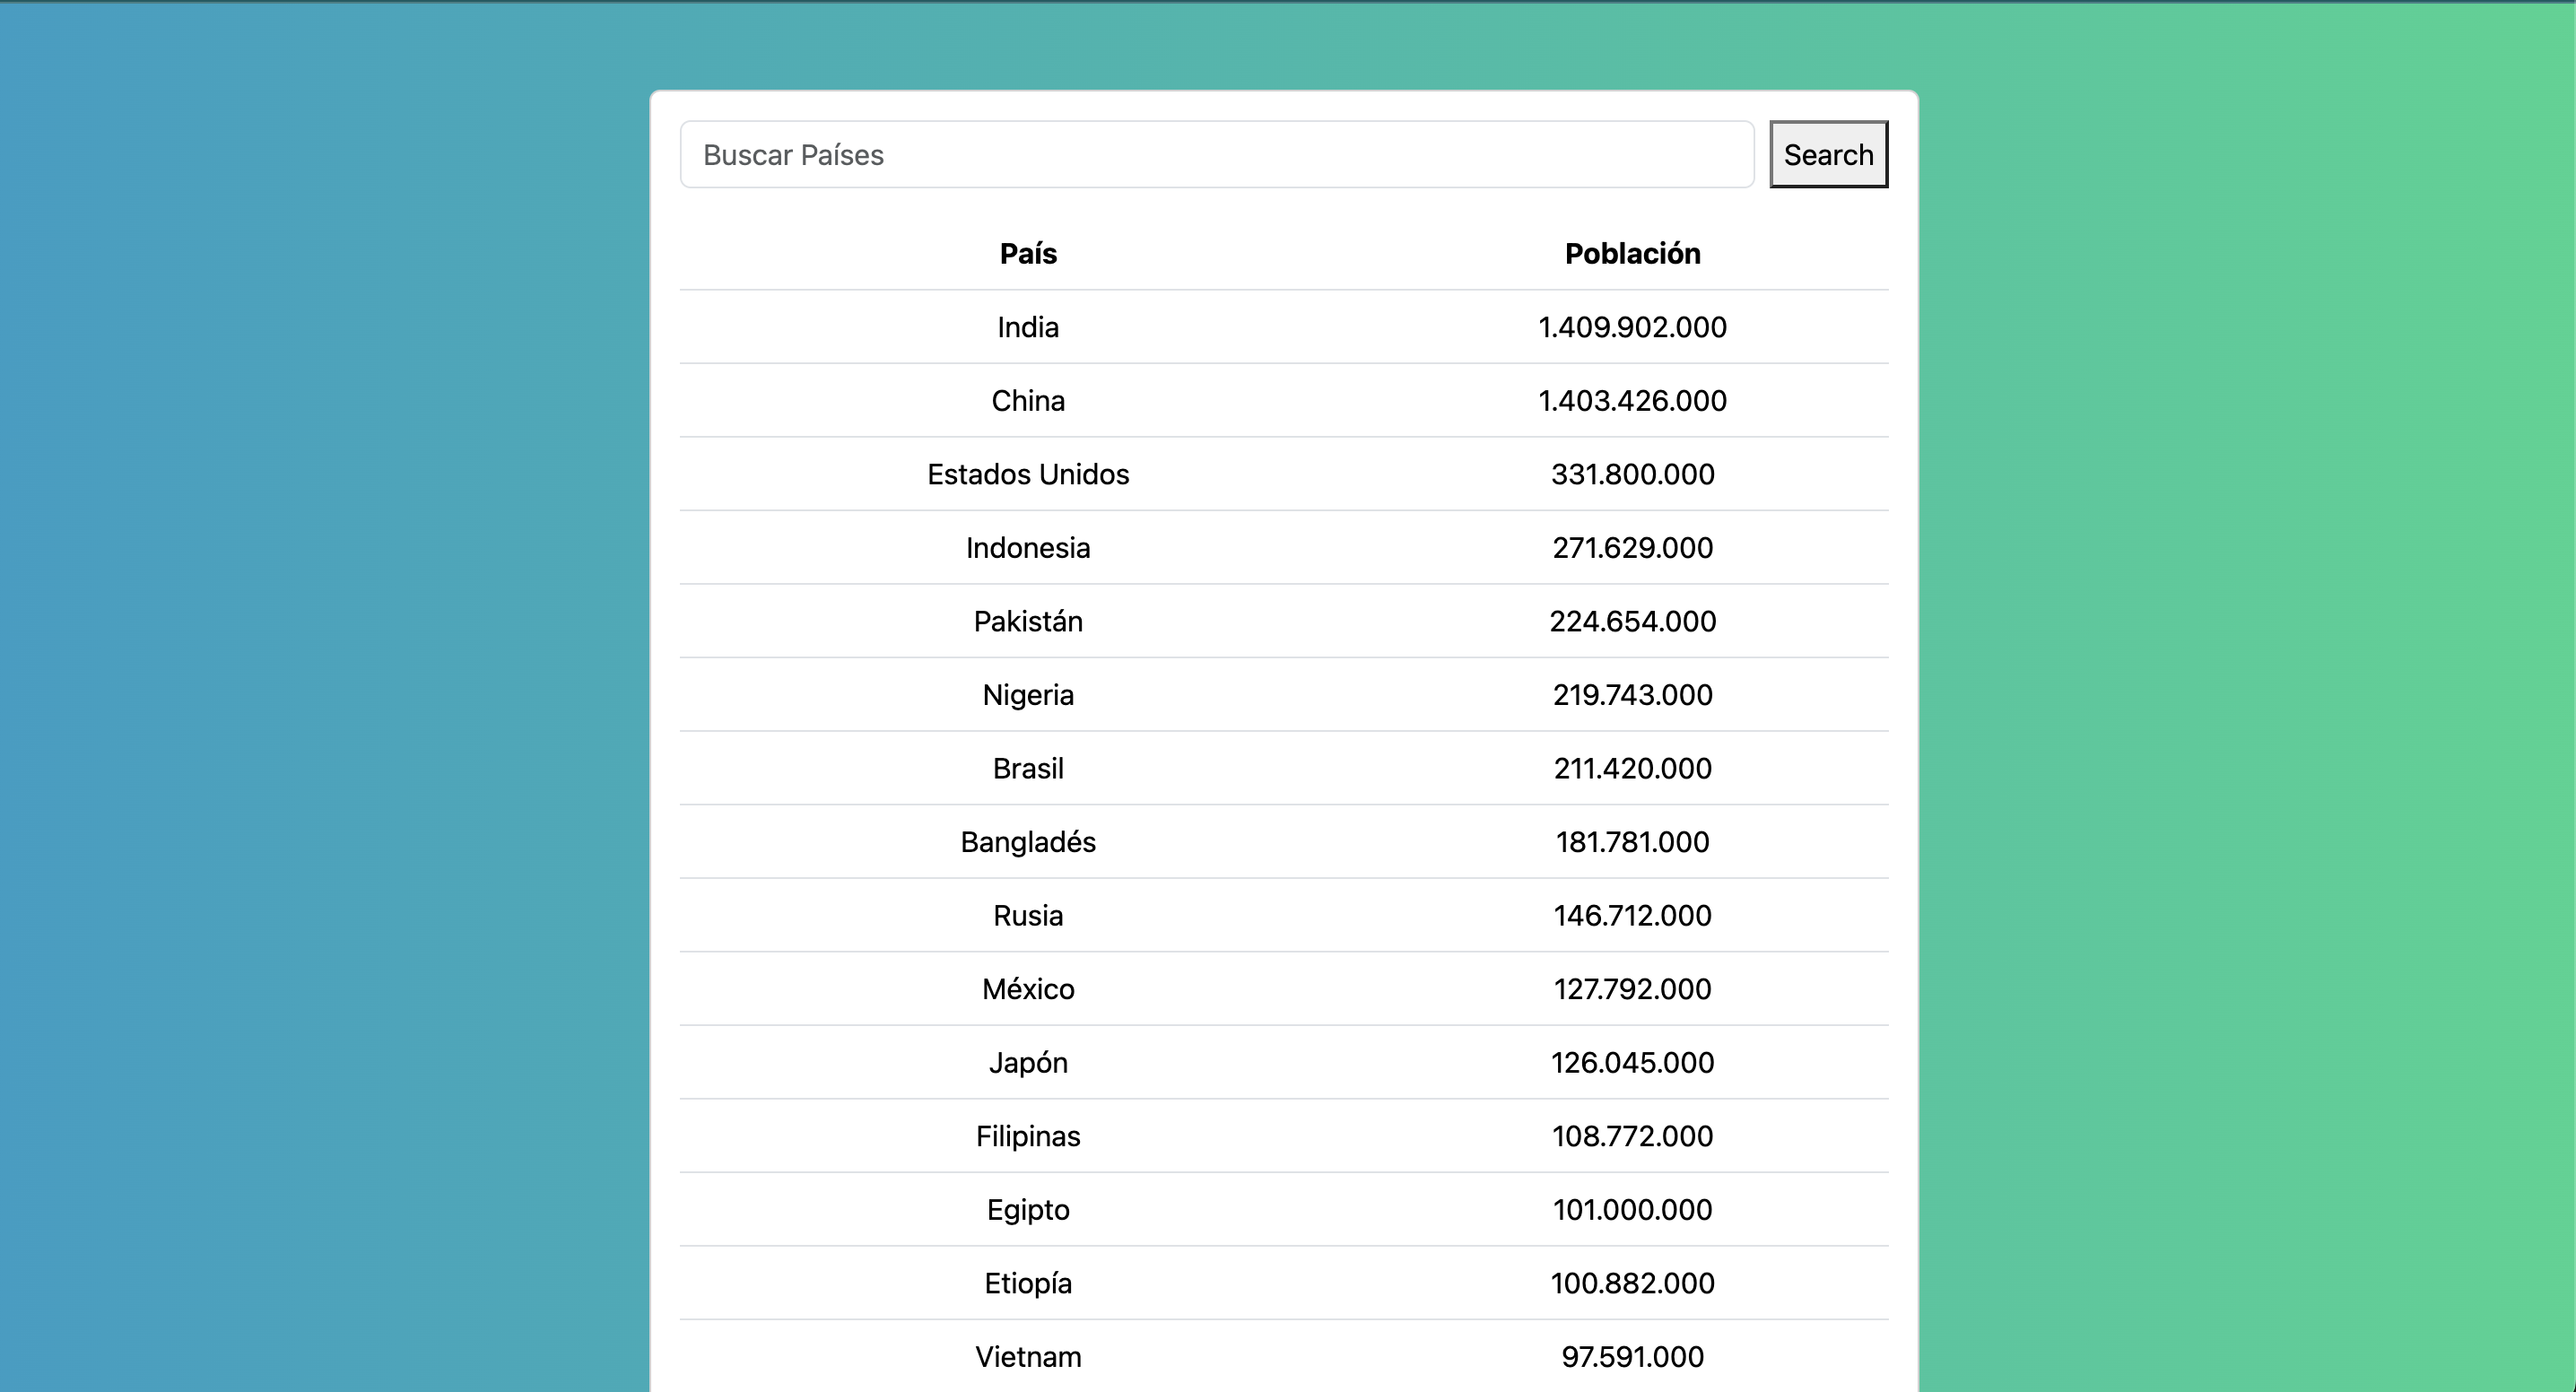 Buscar Países Search
País Población
India 1.409.902.000
China 1.403.426.000
Estados Unidos 331.800.000
Indonesia 271.629.000
Pakistán 224.654.000
Nigeria 219.743.000
Brasil 211.420.000
Bangladés 181.781.000
Rusia 146.712.000
México 127.792.000
Japón 126.045.000
Filipinas 108.772.000
Egipto 101.000.000
Etiopía 100.882.000
Vietnam 97.591.000